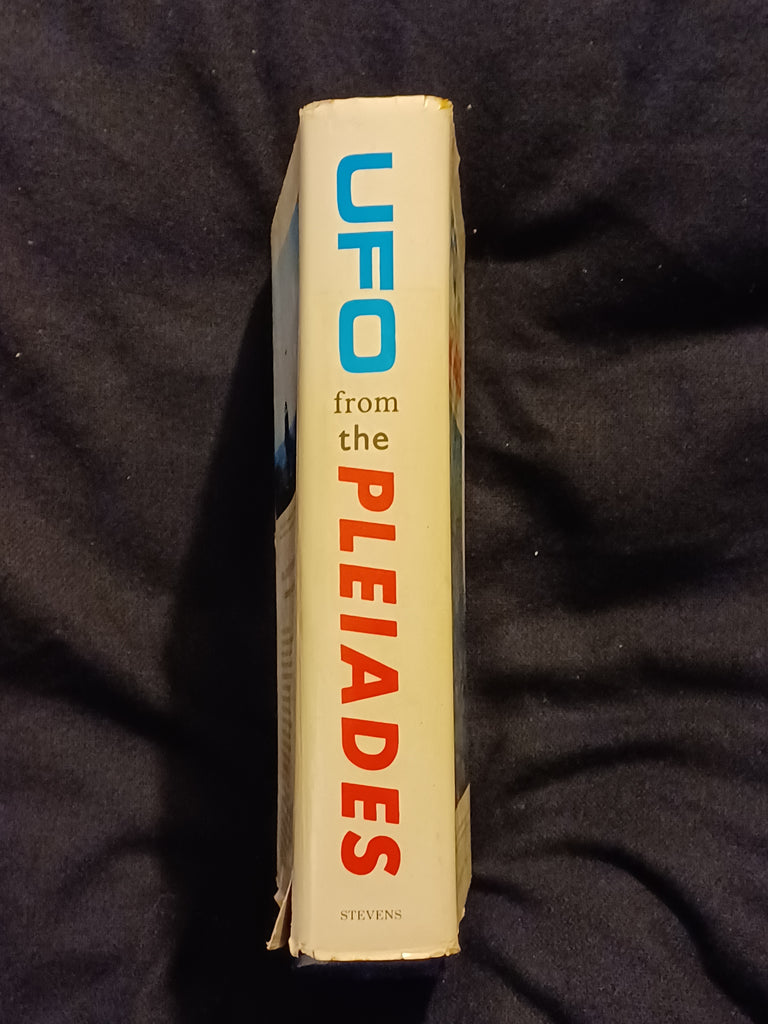 UFO
from
the
PLEIADES
STEVENS